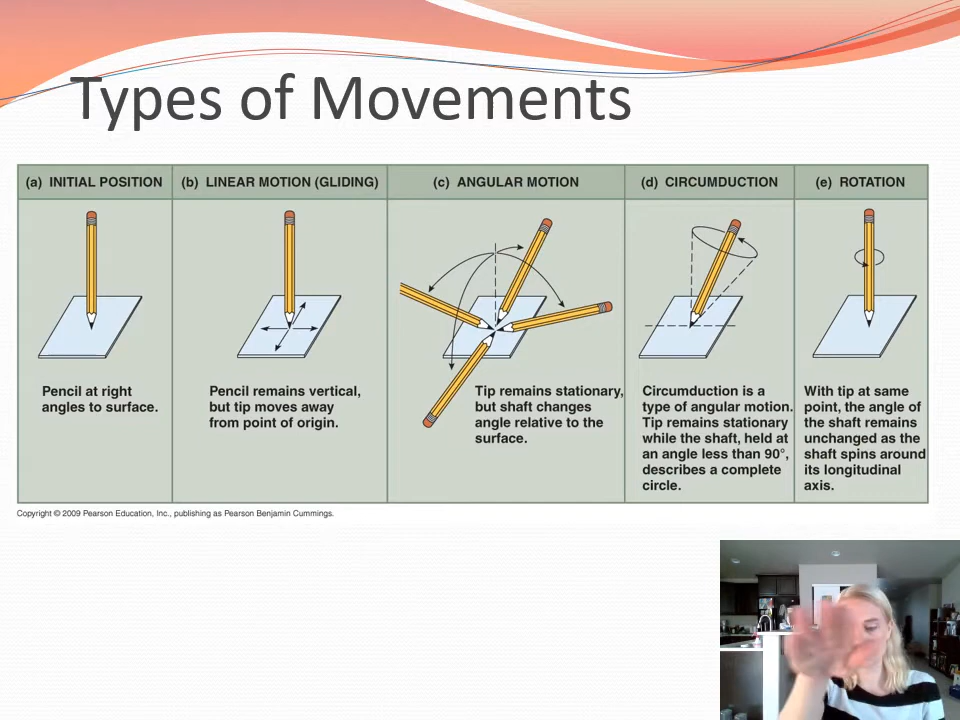 Types of Movements
(a) INITIAL POSITION
(b) LINEAR MOTION (GLIDING)
(c) ANGULAR MOTION
(d) CIRCUMDUCTION
(e) ROTATION
Pencil at right
angles to surface.
Pencil remains vertical,
but tip moves away
from point of origin.
Tip remains stationary,
but shaft changes
angle relative to the
surface.
Circumduction is a
type of angular motion.
Tip remains stationary
while the shaft, held at
an angle less than 90°,
describes a complete
circle.
With tip at same
point, the angle of
the shaft remains
unchanged as the
shaft spins around
its longitudinal
axis.
Copyright © 2009 Pearson Education, Inc., publishing as Pearson Benjamin Cummings.